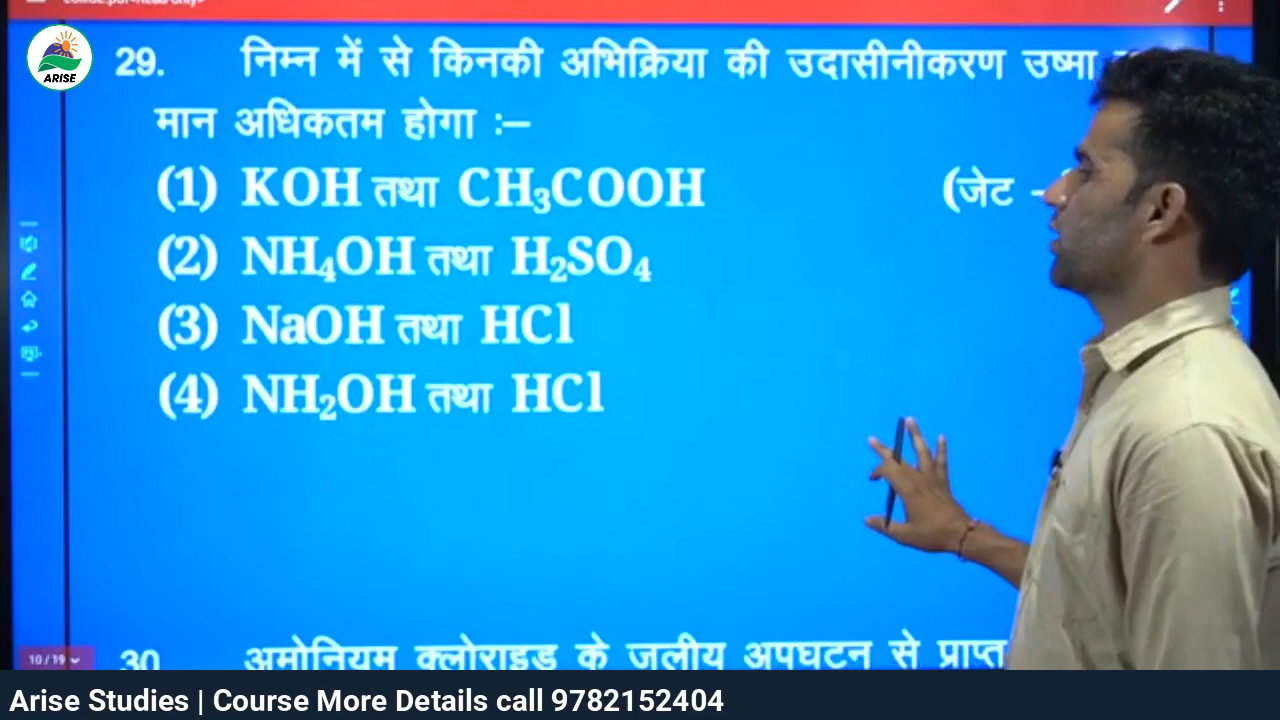 ARISE
29. निम्न में से किनकी अभिक्रिया की उदासीनीकरण उष्मा
मान अधिकतम होगा :–
(1) KOH तथा CH₃COOH (जेट -
(2) NH₄OH तथा H₂SO₄
(3) NaOH तथा HCl
(4) NH₂OH तथा HCl
30 अमोनियम क्लोराइड के जलीय अपघटन से प्राप्त
10 / 19
Arise Studies | Course More Details call 9782152404